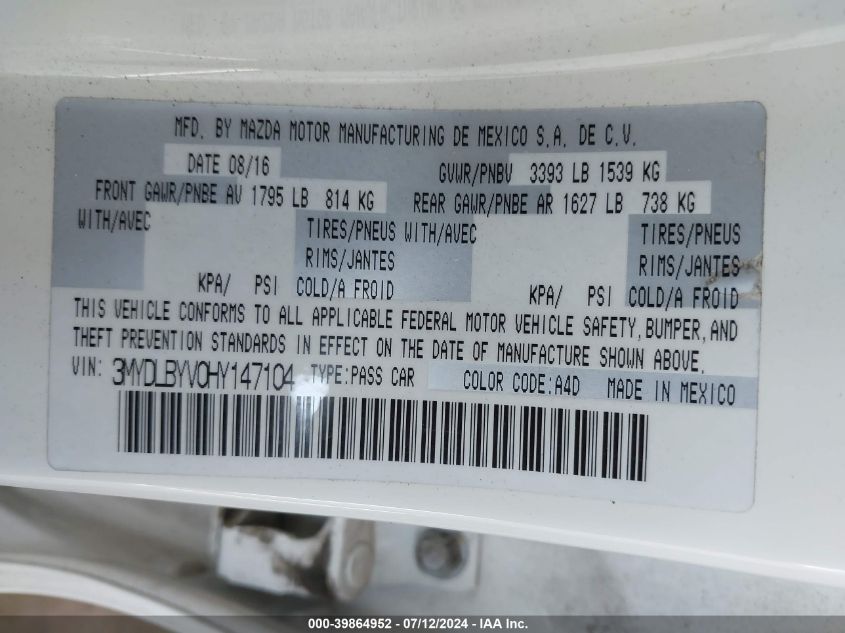 MFD. BY MAZDA MOTOR MANUFACTURING DE MEXICO S.A. DE C.V.
DATE 08/16 GVWR/PNBV 3393 LB 1539 KG
FRONT GAWR/PNBE AV 1795 LB 814 KG REAR GAWR/PNBE AR 1627 LB 738 KG
WITH/AVEC TIRES/PNEUS WITH/AVEC TIRES/PNEUS
RIMS/JANTES RIMS/JANTES
KPA/ PSI COLD/A FROID KPA/ PSI COLD/A FROID
THIS VEHICLE CONFORMS TO ALL APPLICABLE FEDERAL MOTOR VEHICLE SAFETY, BUMPER, AND
THEFT PREVENTION STANDARDS IN EFFECT ON THE DATE OF MANUFACTURE SHOWN ABOVE.
VIN: 3MYDLBYV0HY147104 TYPE:PASS CAR COLOR CODE:A4D MADE IN MEXICO
000-39864952 - 07/12/2024 - IAA Inc.